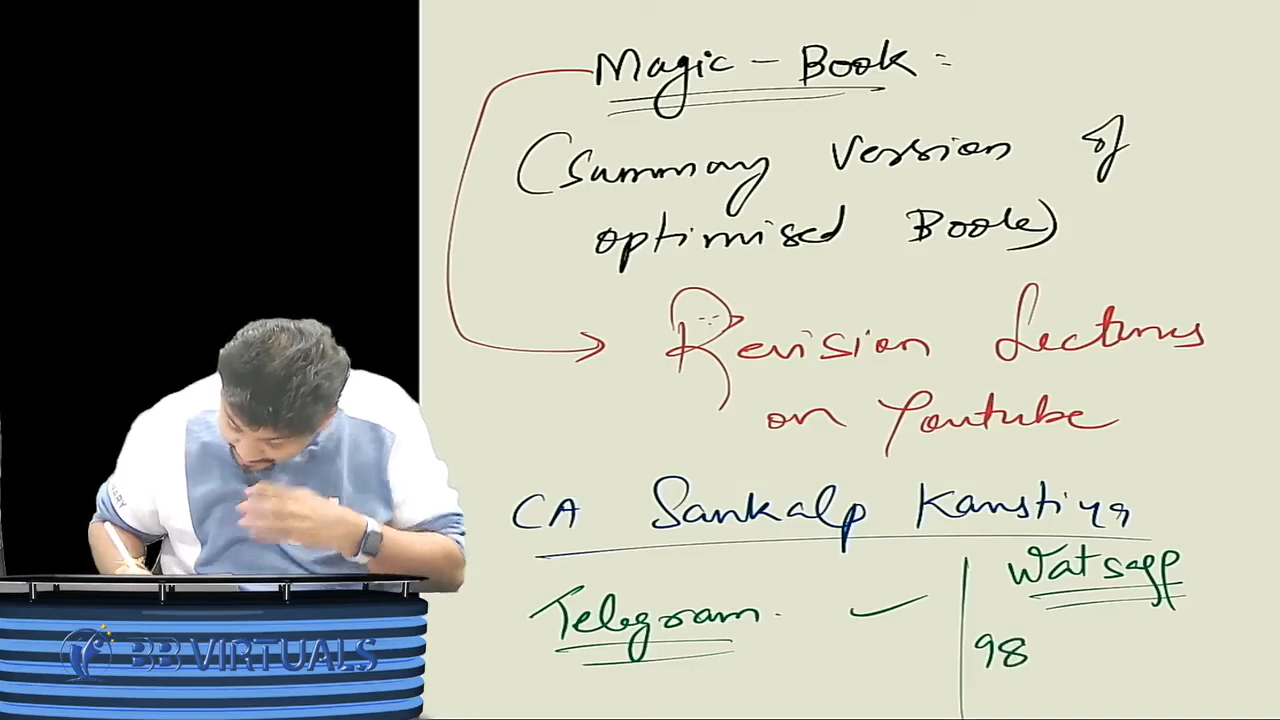 Magic - Book :
(Summary Version of
optimised Book)
Revision Lectures
on Youtube
CA Sankalp Kanstiya
Telegram.
Watsapp
98
BB VIRTUALS